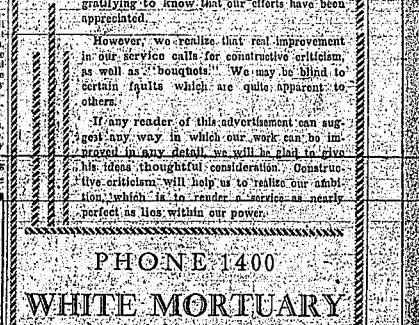 gratifying to know that our efforts have been
appreciated.
However, we realize that real improvement
in our service calls for constructive criticism,
as well as "bouquets." We may be blind to
certain faults which are quite apparent to
others.
If any reader of this advertisement can sug-
gest any way in which our work can be im-
proved in any detail, we will be glad to give
his ideas thoughtful consideration. Construc-
tive criticism will help us to realize our ambi-
tion, which is to render a service as nearly
perfect as lies within our power.
PHONE 1400
WHITE MORTUARY